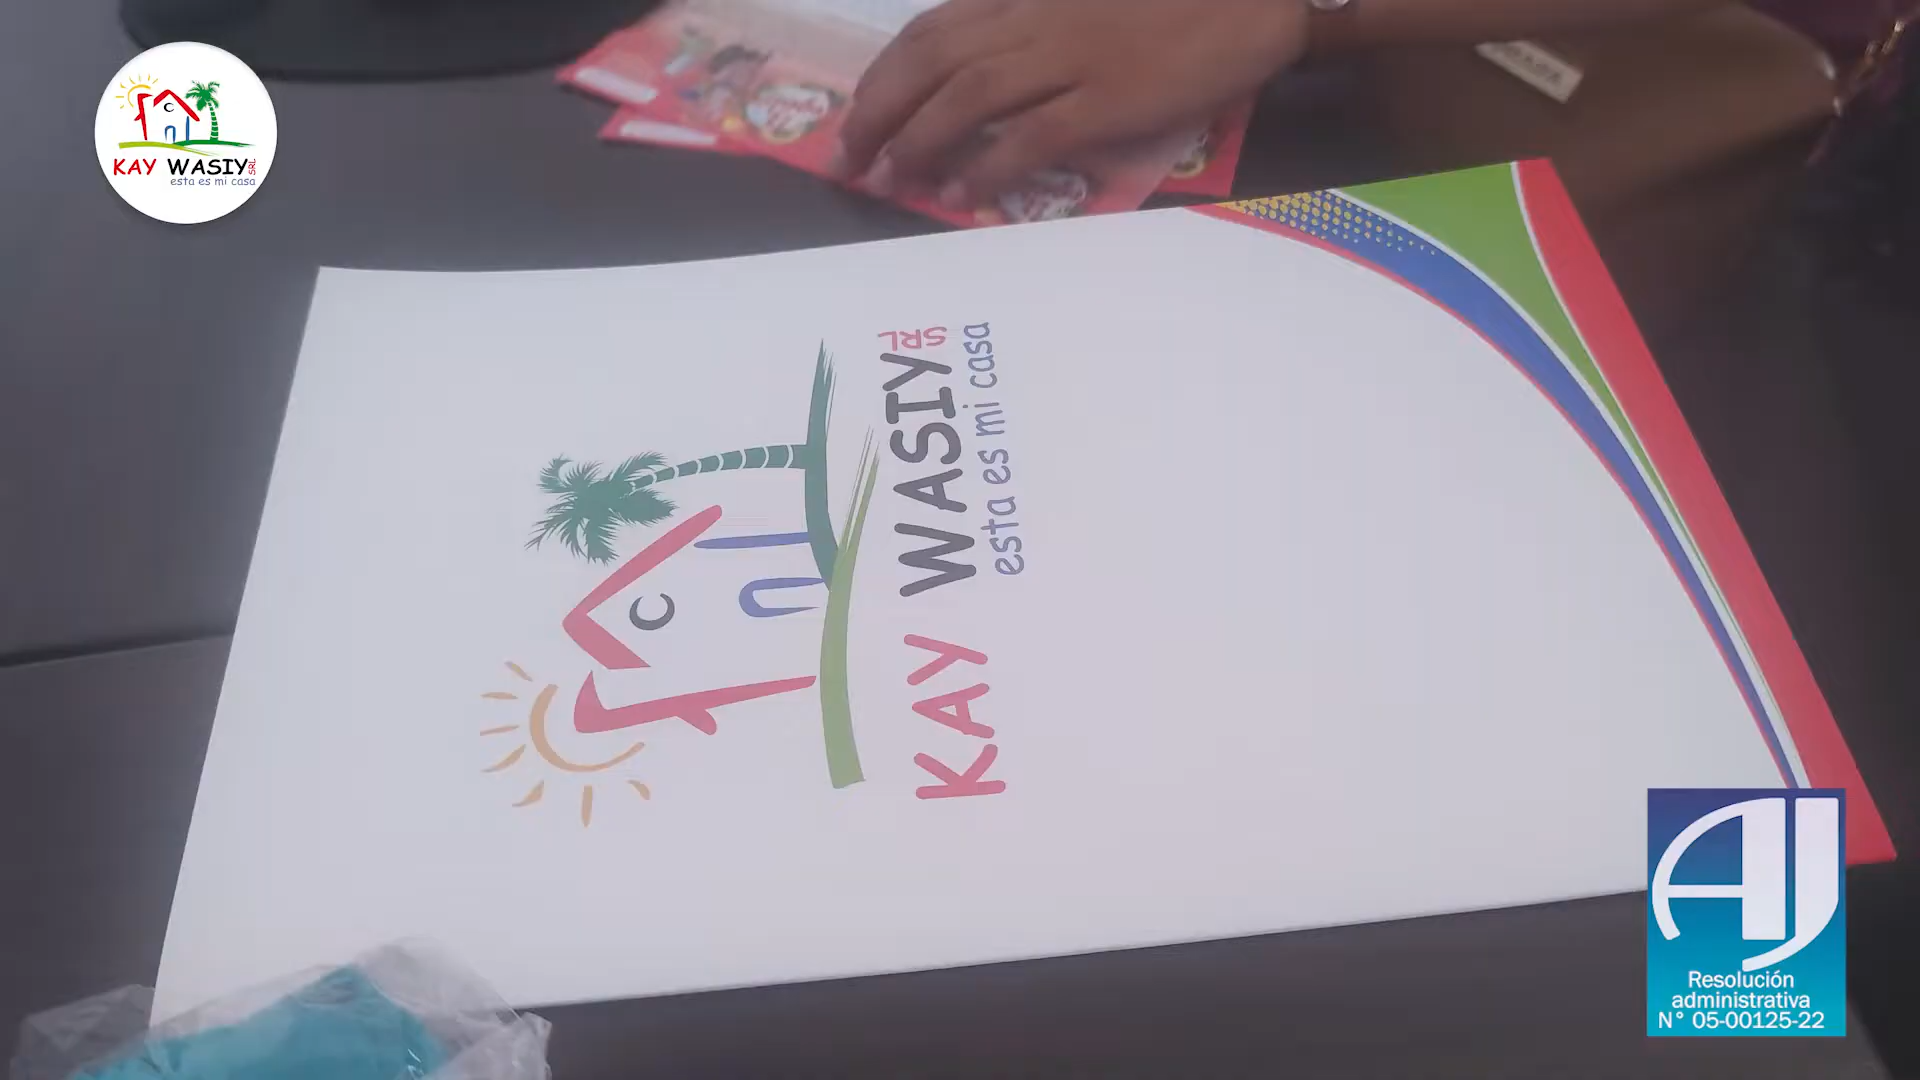 KAY WASIY SRL
esta es mi casa
KAY WASIY SRL
esta es mi casa
Resolución
administrativa
N° 05-00125-22